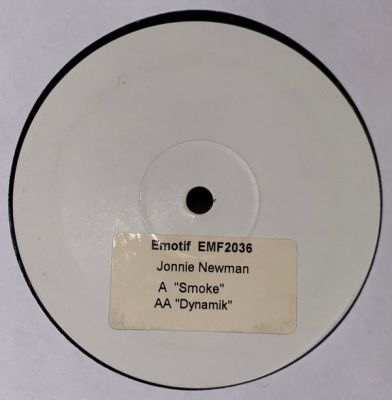 Emotif EMF2036
Jonnie Newman
A "Smoke"
AA "Dynamik"